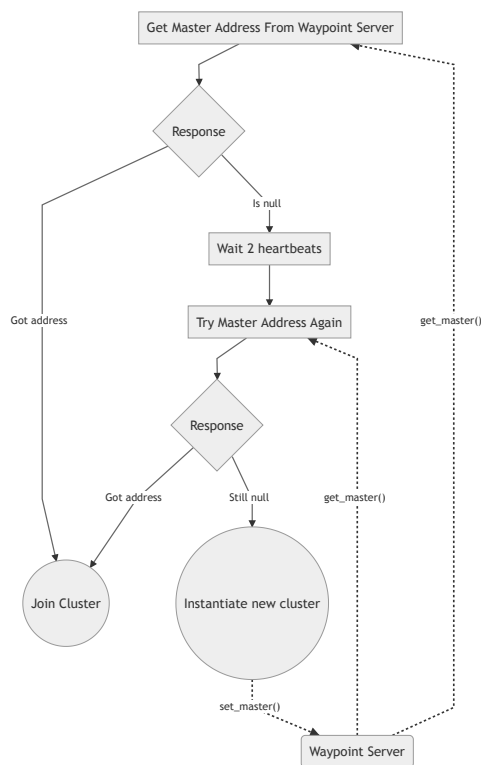 Get Master Address From Waypoint Server
Response
Is null
Wait 2 heartbeats
Got address
get_master()
Try Master Address Again
Response
Got address
Still null
get_master()
Join Cluster
Instantiate new cluster
set_master()
Waypoint Server